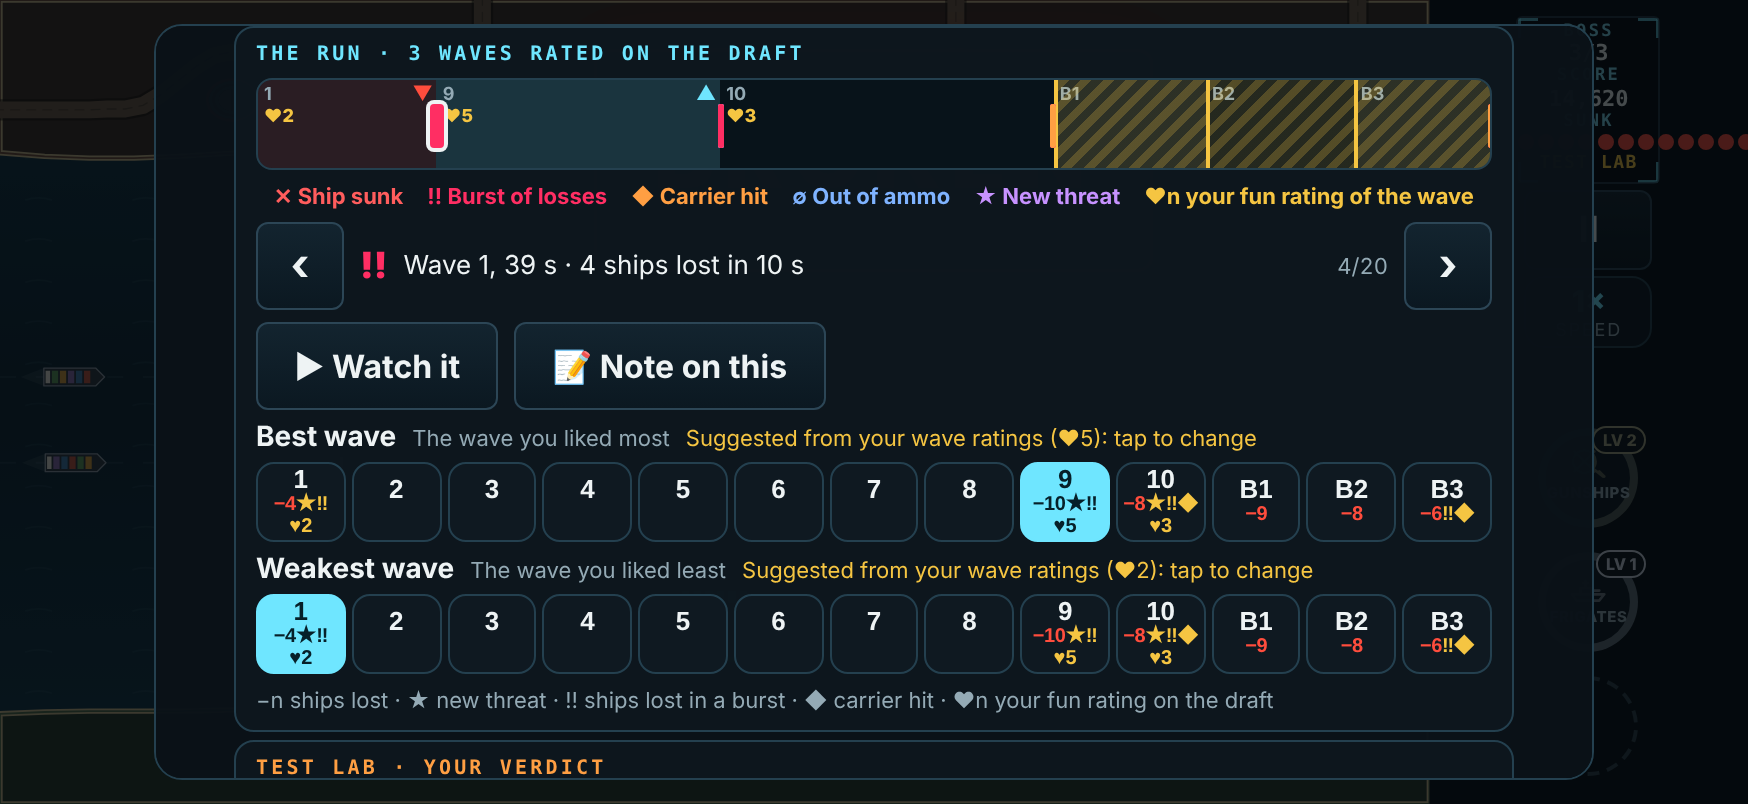 THE RUN · 3 WAVES RATED ON THE DRAFT
1 9 10 B1 B2 B3
♥2 ♥5 ♥3
✕ Ship sunk !! Burst of losses ◆ Carrier hit ø Out of ammo ★ New threat ♥n your fun rating of the wave
‹ !! Wave 1, 39 s · 4 ships lost in 10 s 4/20 ›
▶ Watch it 📝 Note on this
Best wave The wave you liked most Suggested from your wave ratings (♥5): tap to change
1 2 3 4 5 6 7 8 9 10 B1 B2 B3
−4★!! −10★!! −8★!!◆ −9 −8 −6!!◆
♥2 ♥5 ♥3
Weakest wave The wave you liked least Suggested from your wave ratings (♥2): tap to change
1 2 3 4 5 6 7 8 9 10 B1 B2 B3
−4★!! −10★!! −8★!!◆ −9 −8 −6!!◆
♥2 ♥5 ♥3
−n ships lost · ★ new threat · !! ships lost in a burst · ◆ carrier hit · ♥n your fun rating on the draft
TEST LAB · YOUR VERDICT
LAB
LV 2
LV 1